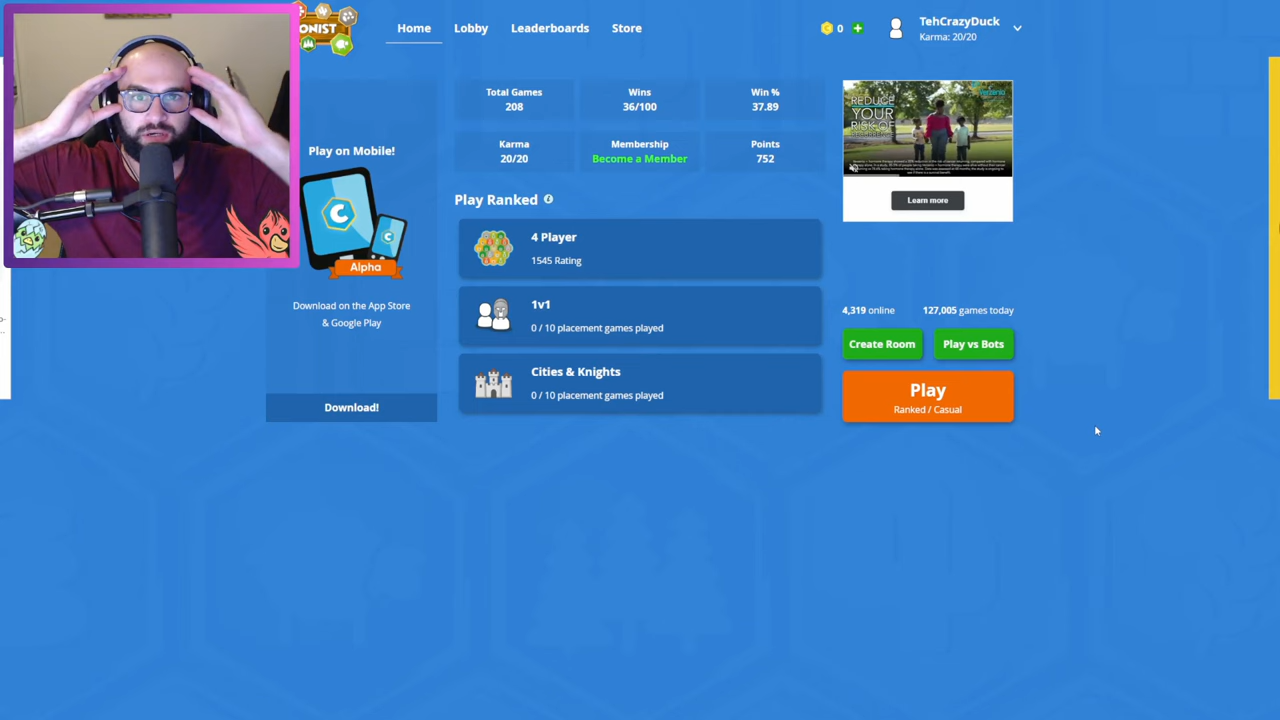 ONIST
Home
Lobby
Leaderboards
Store
0
TehCrazyDuck
Karma: 20/20
Total Games
208
Wins
36/100
Win %
37.89
Karma
20/20
Membership
Become a Member
Points
752
Play on Mobile!
C
C
Alpha
Download on the App Store
& Google Play
Download!
Play Ranked
4 Player
1545 Rating
1v1
0 / 10 placement games played
Cities & Knights
0 / 10 placement games played
REDUCE
YOUR
RISK OF
Learn more
4,319 online
127,005 games today
Create Room
Play vs Bots
Play
Ranked / Casual